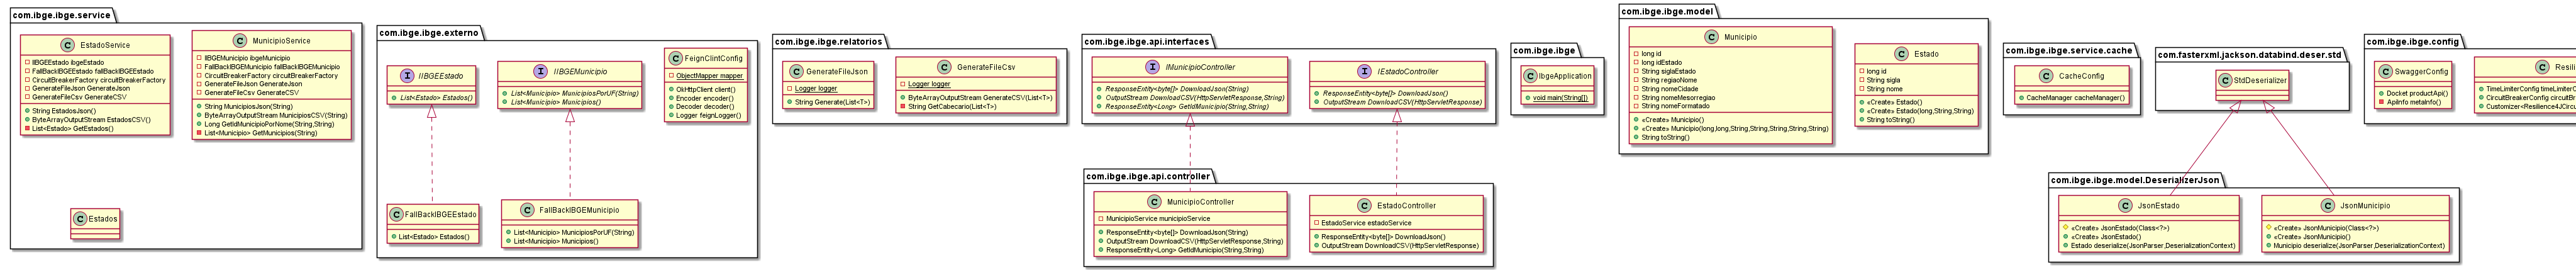 com.ibge.ibge.service
EstadoService
IIBGEEstado ibgeEstado
FallBackIBGEEstado fallBackIBGEEstado
CircuitBreakerFactory circuitBreakerFactory
GenerateFileJson GenerateJson
GenerateFileCsv GenerateCSV
String EstadosJson()
ByteArrayOutputStream EstadosCSV()
List<Estado> GetEstados()
MunicipioService
IIBGEMunicipio ibgeMunicipio
FallBackIBGEMunicipio fallBackIBGEMunicipio
CircuitBreakerFactory circuitBreakerFactory
GenerateFileJson GenerateJson
GenerateFileCsv GenerateCSV
String MunicipiosJson(String)
ByteArrayOutputStream MunicipiosCSV(String)
Long GetIdMunicipioPorNome(String,String)
List<Municipio> GetMunicipios(String)
Estados
com.ibge.ibge.externo
IIBGEEstado
List<Estado> Estados()
IIBGEMunicipio
List<Municipio> MunicipiosPorUF(String)
List<Municipio> Municipios()
FeignClintConfig
ObjectMapper mapper
OkHttpClient client()
Encoder encoder()
Decoder decoder()
Logger feignLogger()
FallBackIBGEEstado
List<Estado> Estados()
FallBackIBGEMunicipio
List<Municipio> MunicipiosPorUF(String)
List<Municipio> Municipios()
com.ibge.ibge.relatorios
GenerateFileJson
Logger logger
String Generate(List<T>)
GenerateFileCsv
Logger logger
ByteArrayOutputStream GenerateCSV(List<T>)
String GetCabecario(List<T>)
com.ibge.ibge.api.interfaces
IMunicipioController
ResponseEntity<byte[]> DownloadJson(String)
OutputStream DownloadCSV(HttpServletResponse,String)
ResponseEntity<Long> GetIdMunicipio(String,String)
IEstadoController
ResponseEntity<byte[]> DownloadJson()
OutputStream DownloadCSV(HttpServletResponse)
com.ibge.ibge.api.controller
MunicipioController
MunicipioService municipioService
ResponseEntity<byte[]> DownloadJson(String)
OutputStream DownloadCSV(HttpServletResponse,String)
ResponseEntity<Long> GetIdMunicipio(String,String)
EstadoController
EstadoService estadoService
ResponseEntity<byte[]> DownloadJson()
OutputStream DownloadCSV(HttpServletResponse)
com.ibge.ibge
IbgeApplication
void main(String[])
com.ibge.ibge.model
Municipio
long id
long idEstado
String siglaEstado
String regiaoNome
String nomeCidade
String nomeMesorregiao
String nomeFormatado
«Create» Municipio()
«Create» Municipio(long,long,String,String,String,String,String)
String toString()
Estado
long id
String sigla
String nome
«Create» Estado()
«Create» Estado(long,String,String)
String toString()
com.ibge.ibge.service.cache
CacheConfig
CacheManager cacheManager()
com.fasterxml.jackson.databind.deser.std
StdDeserializer
com.ibge.ibge.model.DeserializerJson
JsonEstado
«Create» JsonEstado(Class<?>)
«Create» JsonEstado()
Estado deserialize(JsonParser,DeserializationContext)
JsonMunicipio
«Create» JsonMunicipio(Class<?>)
«Create» JsonMunicipio()
Municipio deserialize(JsonParser,DeserializationContext)
com.ibge.ibge.config
SwaggerConfig
Docket productApi()
ApiInfo metaInfo()
Resili
TimeLimiterConfig timeLimiterC
CircuitBreakerConfig circuitBr
Customizer<Resilience4JCircu